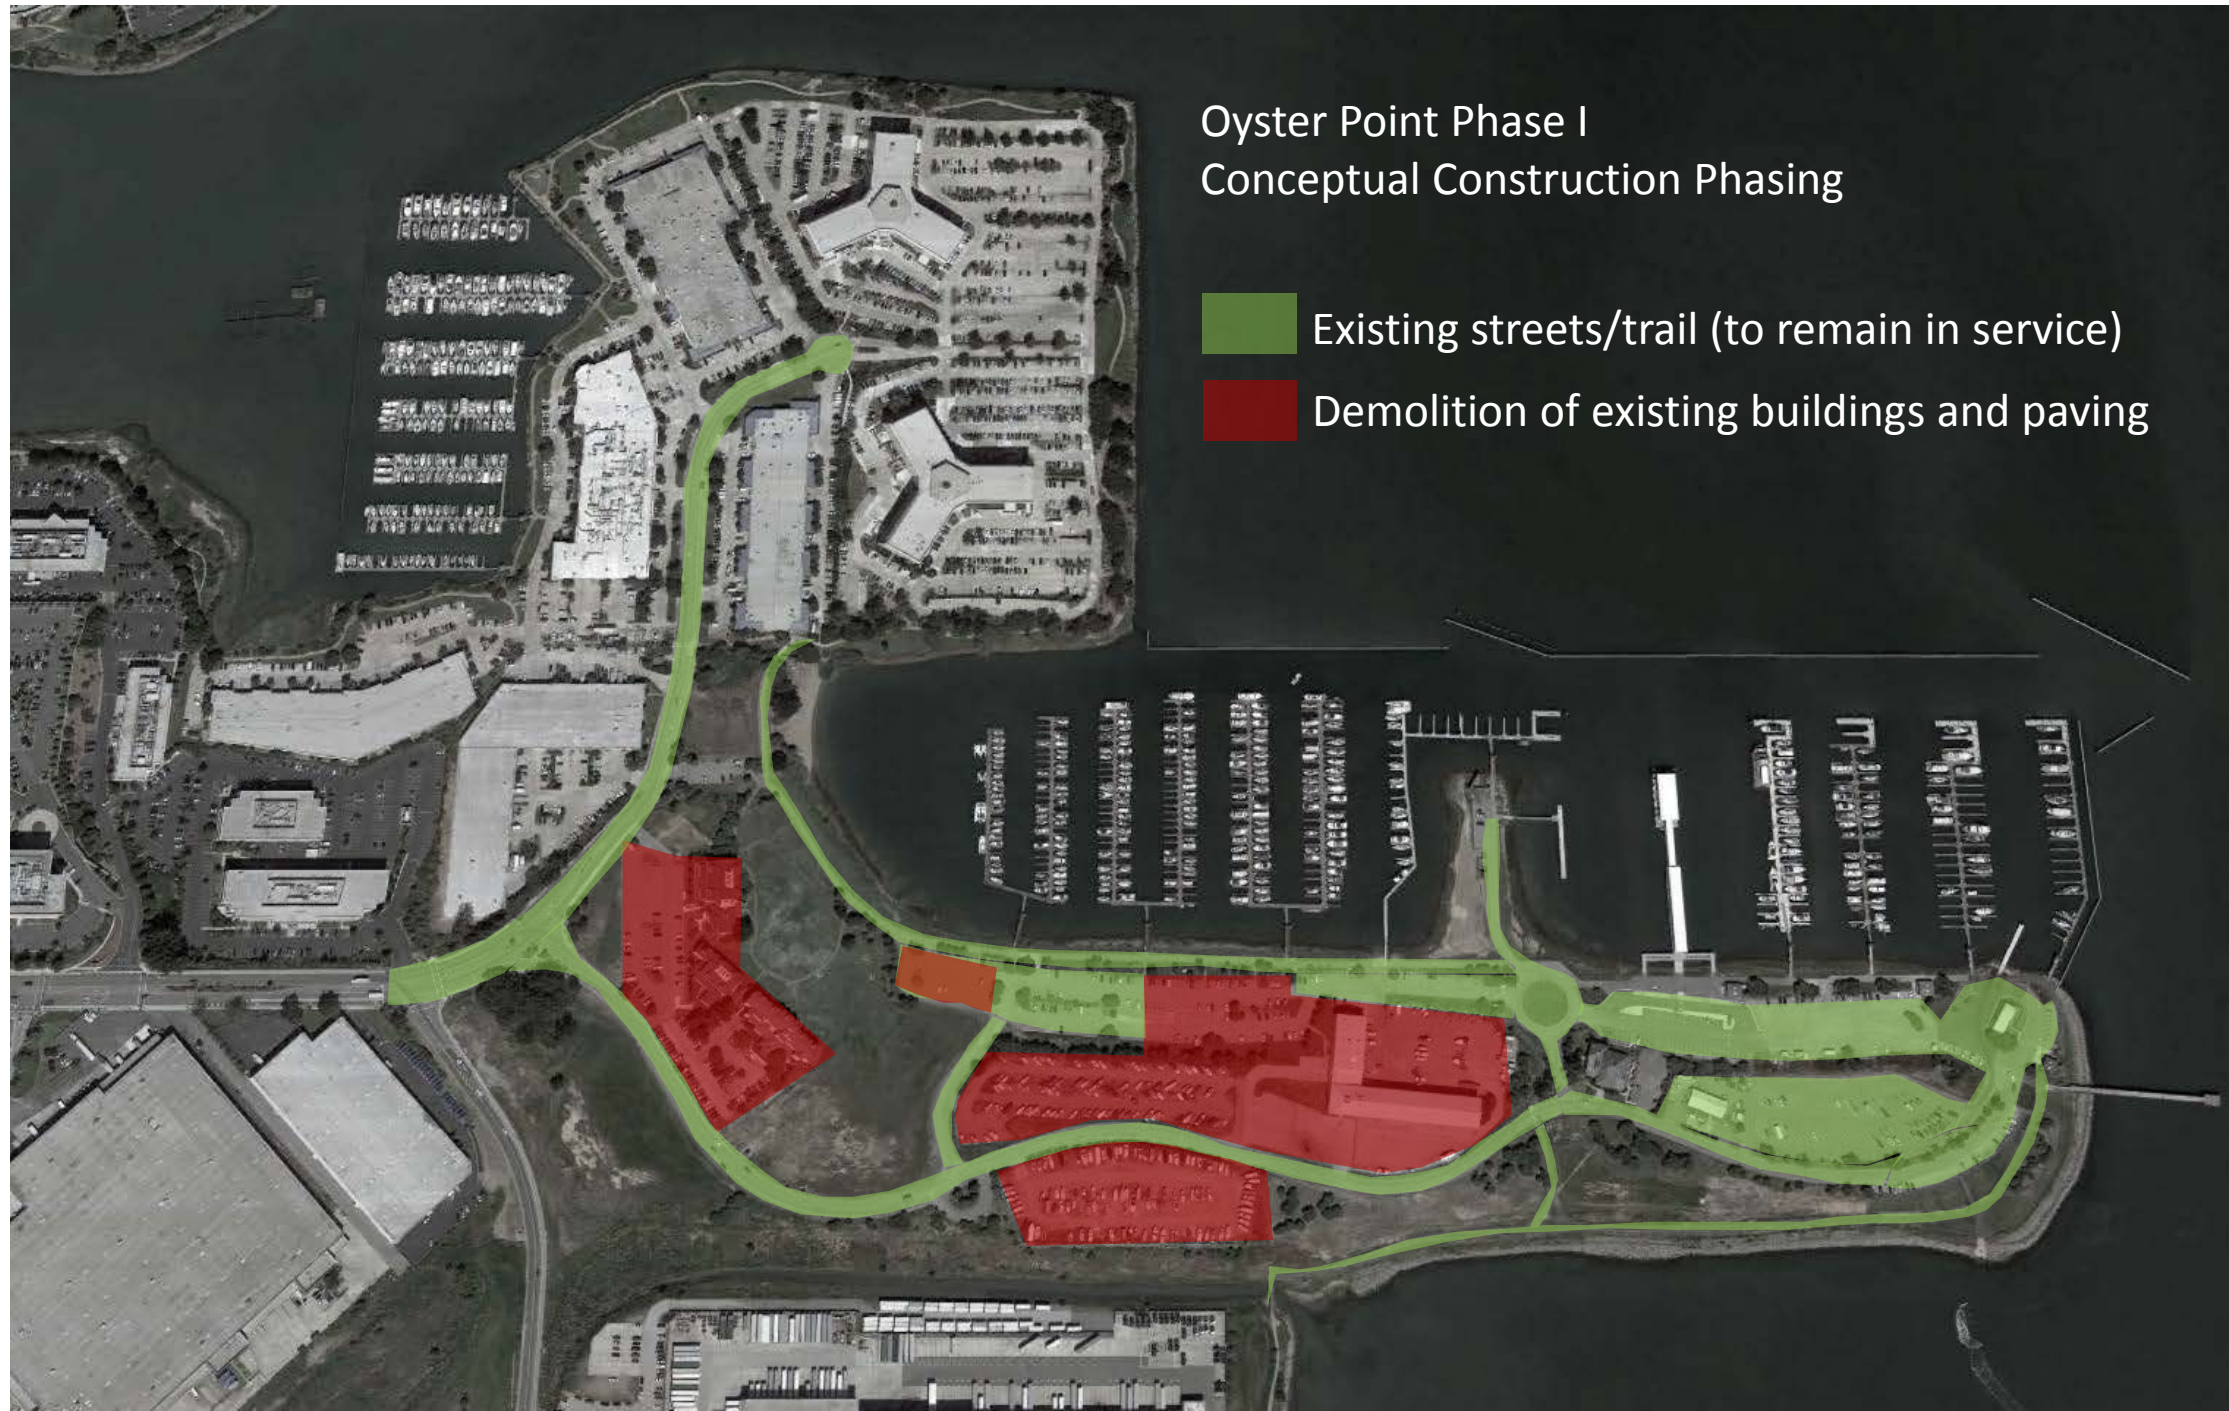 Oyster Point Phase I
Conceptual Construction Phasing
Existing streets/trail (to remain in service)
Demolition of existing buildings and paving